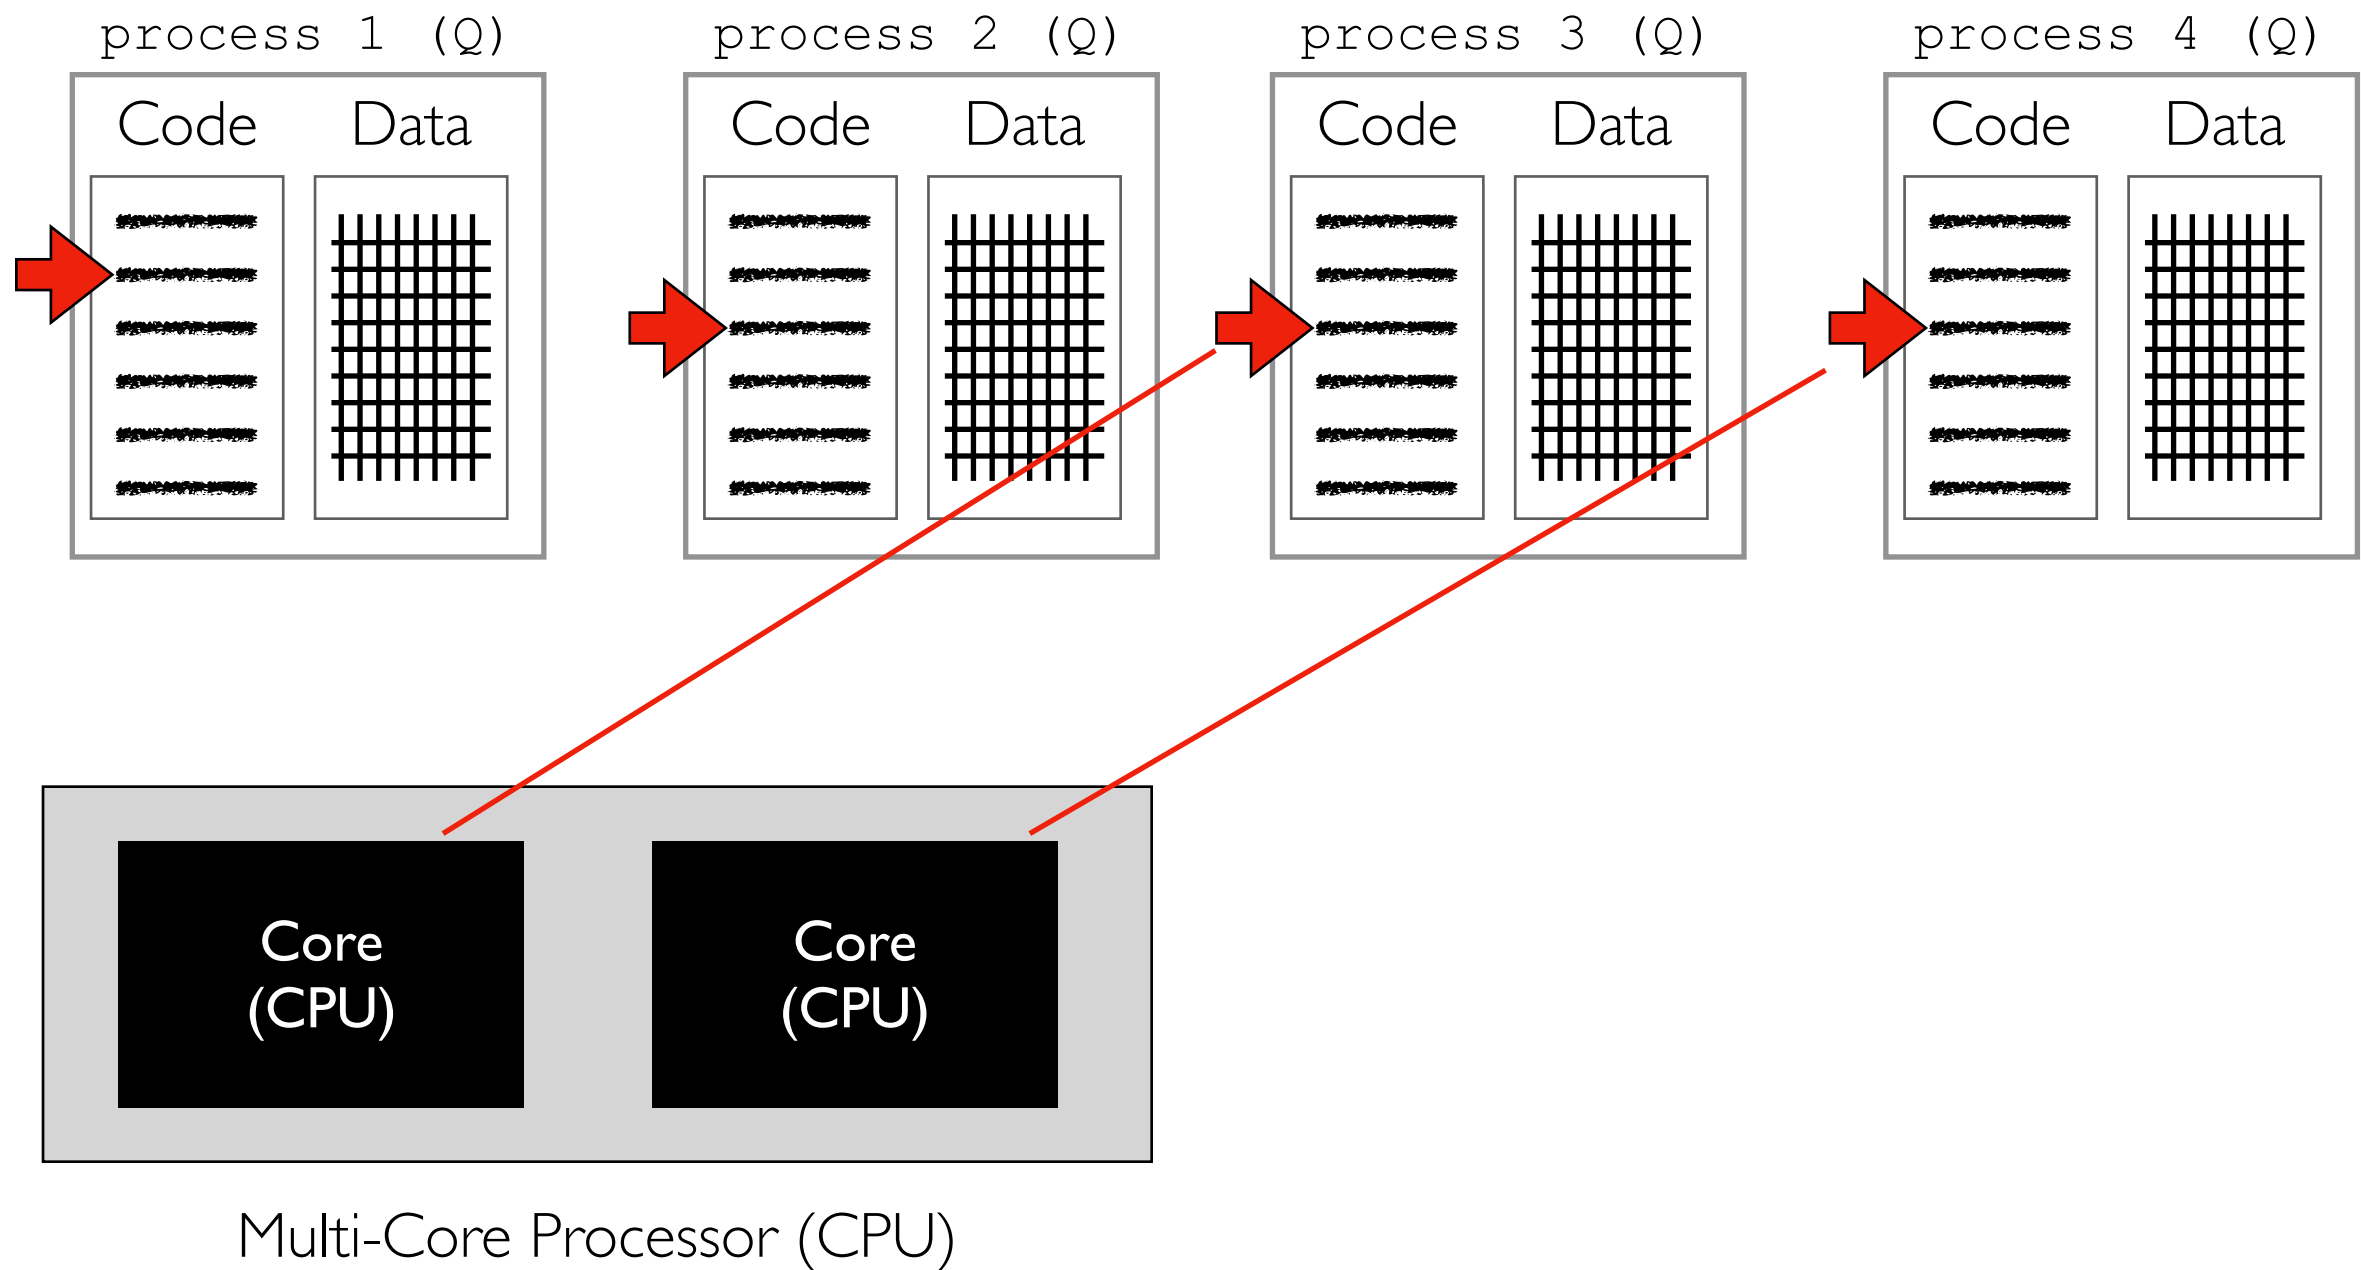 process 1 (Q)
process 2 (Q)
process 3 (Q)
process 4 (Q)
Code Data
Code Data
Code Data
Code Data
Core
(CPU)
Core
(CPU)
Multi-Core Processor (CPU)